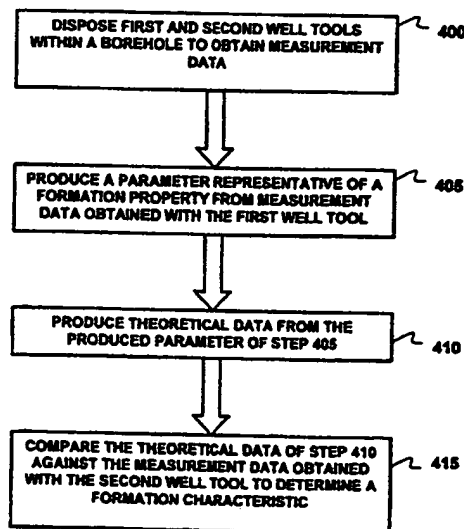 DISPOSE FIRST AND SECOND WELL TOOLS
WITHIN A BOREHOLE TO OBTAIN MEASUREMENT
DATA
400
PRODUCE A PARAMETER REPRESENTATIVE OF A
FORMATION PROPERTY FROM MEASUREMENT
DATA OBTAINED WITH THE FIRST WELL TOOL
405
PRODUCE THEORETICAL DATA FROM THE
PRODUCED PARAMETER OF STEP 405
410
COMPARE THE THEORETICAL DATA OF STEP 410
AGAINST THE MEASUREMENT DATA OBTAINED
WITH THE SECOND WELL TOOL TO DETERMINE A
FORMATION CHARACTERISTIC
415